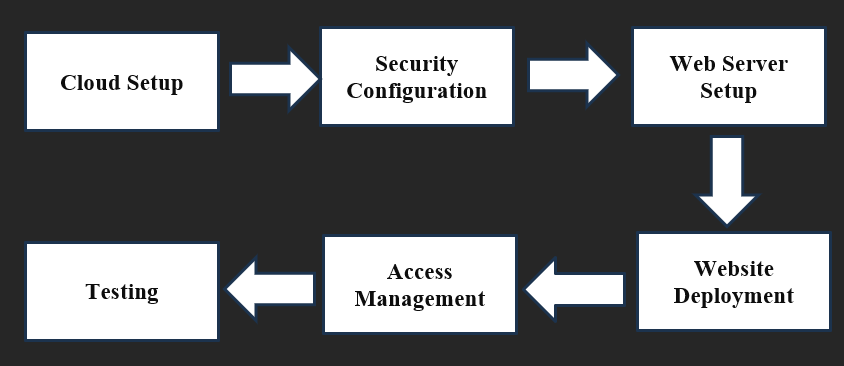 Cloud Setup
Security
Configuration
Web Server
Setup
Website
Deployment
Access
Management
Testing